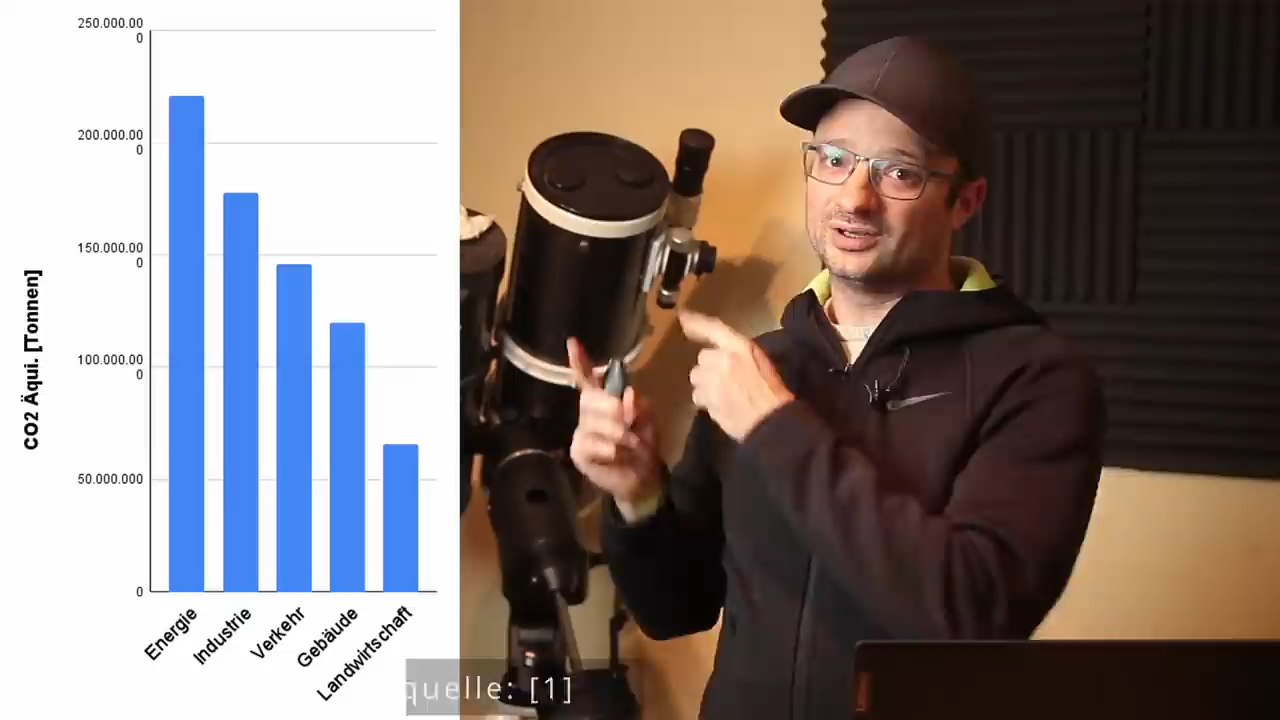 250.000.00
0
200.000.00
0
150.000.00
0
100.000.00
0
50.000.000
0
CO2 Äqui. [Tonnen]
Energie
Industrie
Verkehr
Gebäude
Landwirtschaft
quelle: [1]